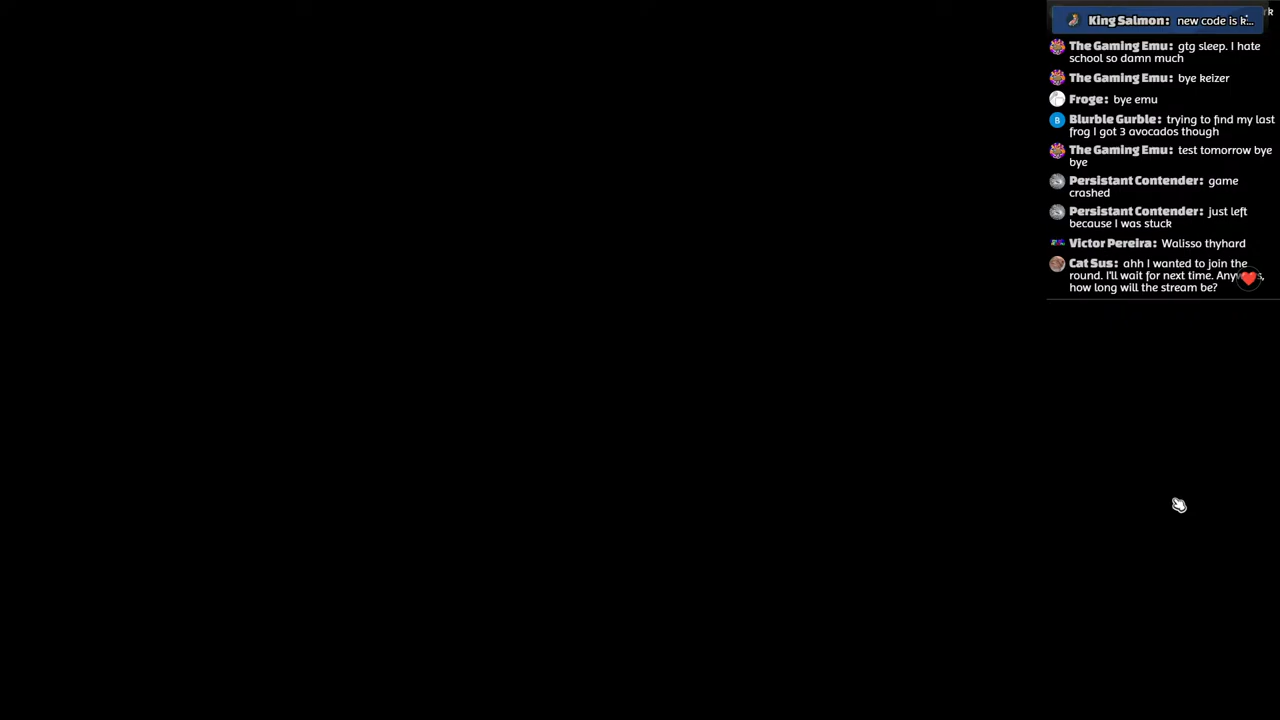 King Salmon: new code is k...
The Gaming Emu: gtg sleep. I hate
school so damn much
The Gaming Emu: bye keizer
Froge: bye emu
Blurble Gurble: trying to find my last
frog I got 3 avocados though
The Gaming Emu: test tomorrow bye
bye
Persistant Contender: game
crashed
Persistant Contender: just left
because I was stuck
Victor Pereira: Walisso thyhard
Cat Sus: ahh I wanted to join the
round. I'll wait for next time.
how long will the stream be?